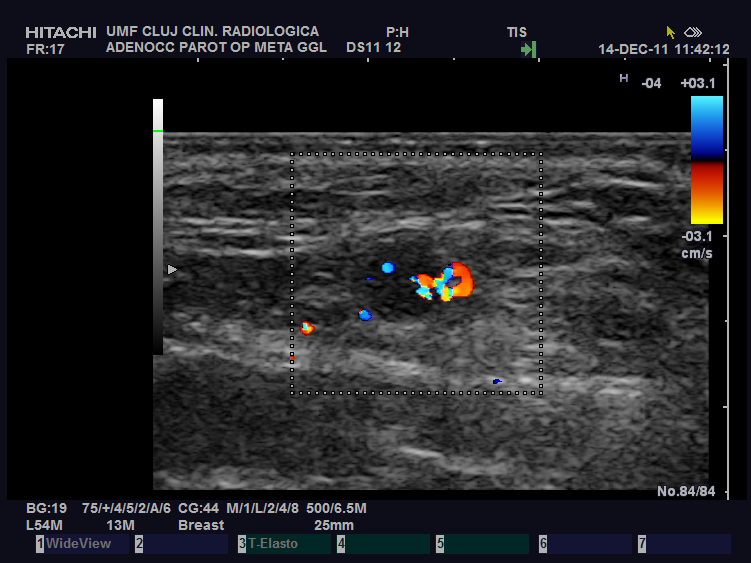 HITACHI UMF CLUJ CLIN. RADIOLOGICA P:H TIS
FR:17 ADENOCC PAROT OP META GGL DS11 12 14-DEC-11 11:42:12
H -04 +03.1
-03.1
cm/s
No.84/84
BG:19 75/+/4/5/2/A/6 CG:44 M/1/L/2/4/8 500/6.5M
L54M 13M Breast 25mm
1 WideView 2 3 T-Elasto 4 5 6 7